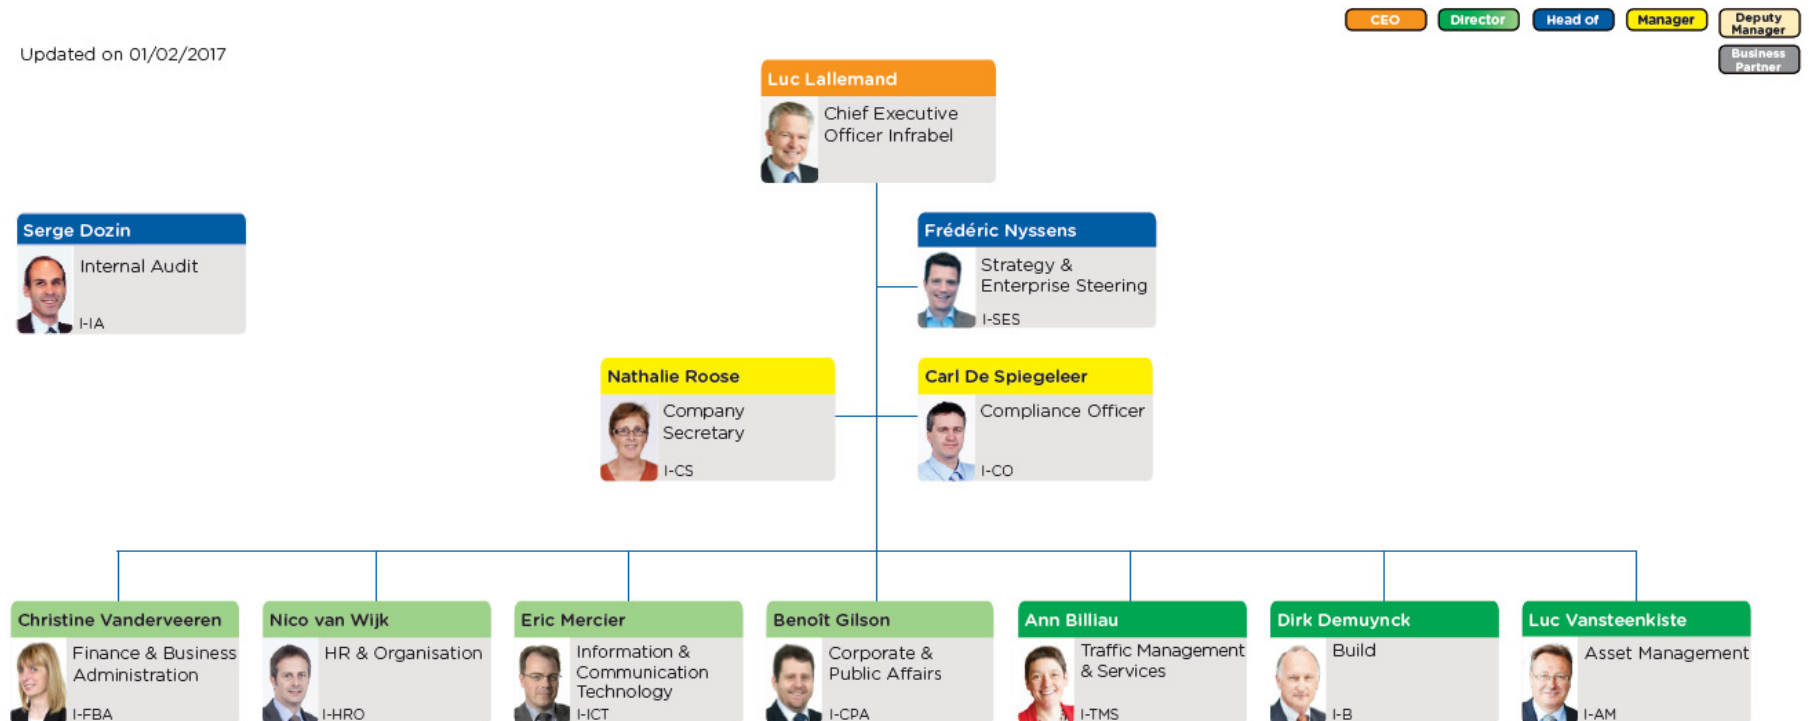 CEO
Director
Head of
Manager
Deputy
Manager
Business
Partner
Updated on 01/02/2017
Luc Lallemand
Chief Executive
Officer Infrabel
Serge Dozin
Internal Audit
I-IA
Frédéric Nyssens
Strategy &
Enterprise Steering
I-SES
Nathalie Roose
Company
Secretary
I-CS
Carl De Spiegeleer
Compliance Officer
I-CO
Christine Vanderveeren
Finance & Business
Administration
I-FBA
Nico van Wijk
HR & Organisation
I-HRO
Eric Mercier
Information &
Communication
Technology
I-ICT
Benoît Gilson
Corporate &
Public Affairs
I-CPA
Ann Billiau
Traffic Management
& Services
I-TMS
Dirk Demuynck
Build
I-B
Luc Vansteenkiste
Asset Management
I-AM